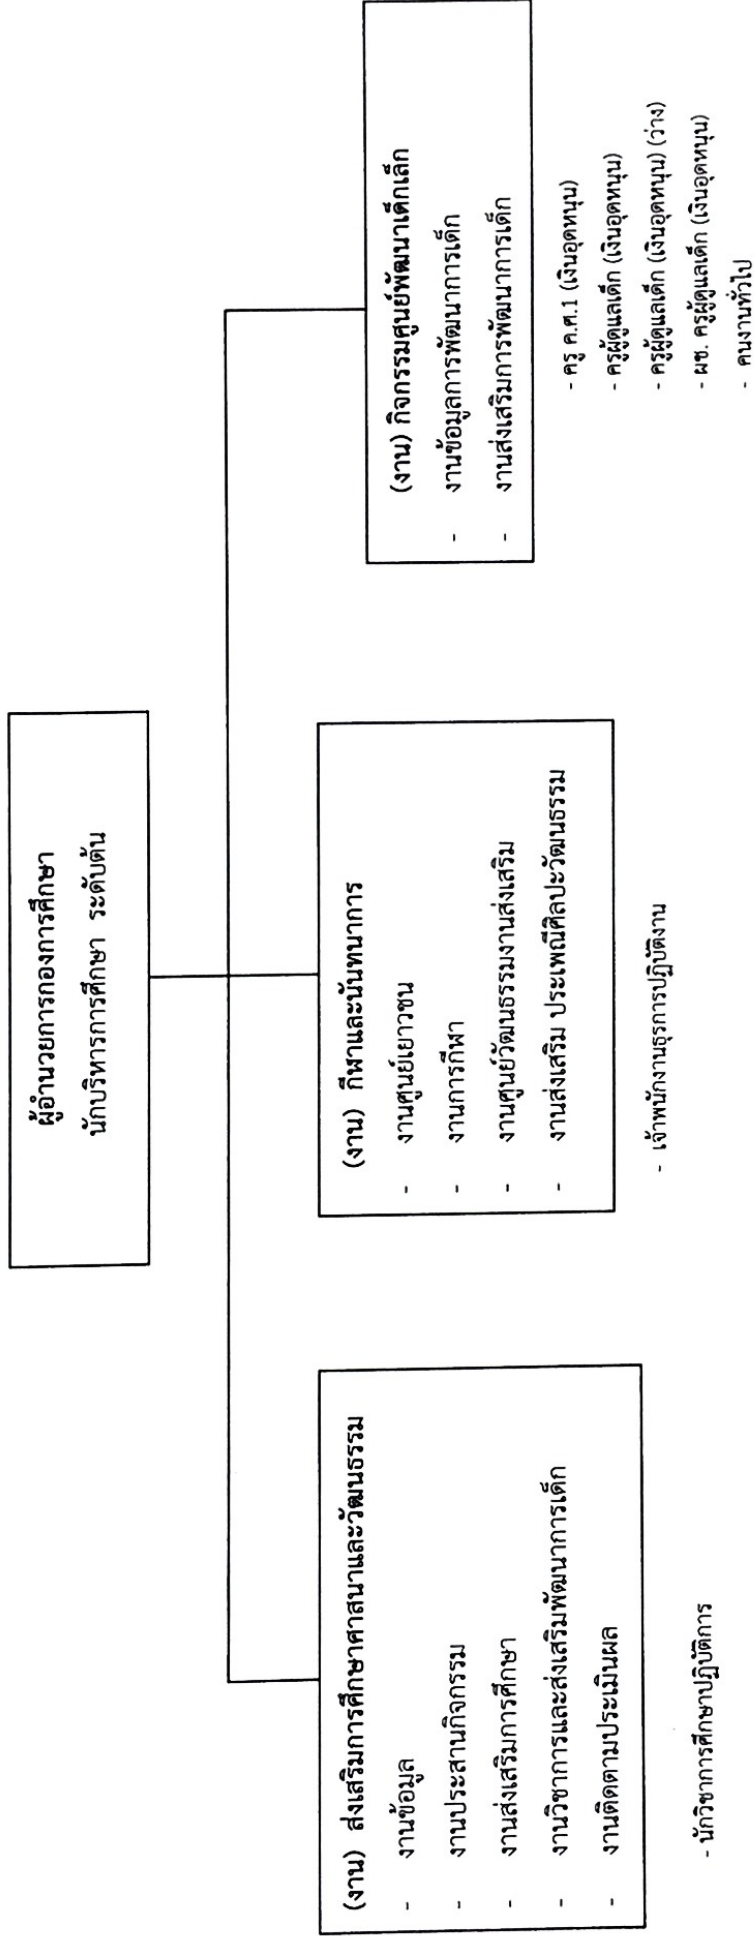 ผู้อำนวยการกองการศึกษา
นักบริหารการศึกษา ระดับต้น
(งาน) ส่งเสริมการศึกษาศาสนาและวัฒนธรรม
- งานข้อมูล
- งานประสานกิจกรรม
- งานส่งเสริมการศึกษา
- งานวิชาการและส่งเสริมพัฒนาการเด็ก
- งานติดตามประเมินผล
- นักวิชาการศึกษาปฏิบัติการ
(งาน) กีฬาและนันทนาการ
- งานศูนย์เยาวชน
- งานการกีฬา
- งานศูนย์วัฒนธรรมงานส่งเสริม
- งานส่งเสริม ประเพณีศิลปะวัฒนธรรม
- เจ้าพนักงานธุรการปฏิบัติงาน
(งาน) กิจกรรมศูนย์พัฒนาเด็กเล็ก
- งานข้อมูลการพัฒนาการเด็ก
- งานส่งเสริมการพัฒนาการเด็ก
- ครู ค.ศ.1 (เงินอุดหนุน)
- ครูผู้ดูแลเด็ก (เงินอุดหนุน)
- ครูผู้ดูแลเด็ก (เงินอุดหนุน) (ว่าง)
- ผช. ครูผู้ดูแลเด็ก (เงินอุดหนุน)
- คนงานทั่วไป